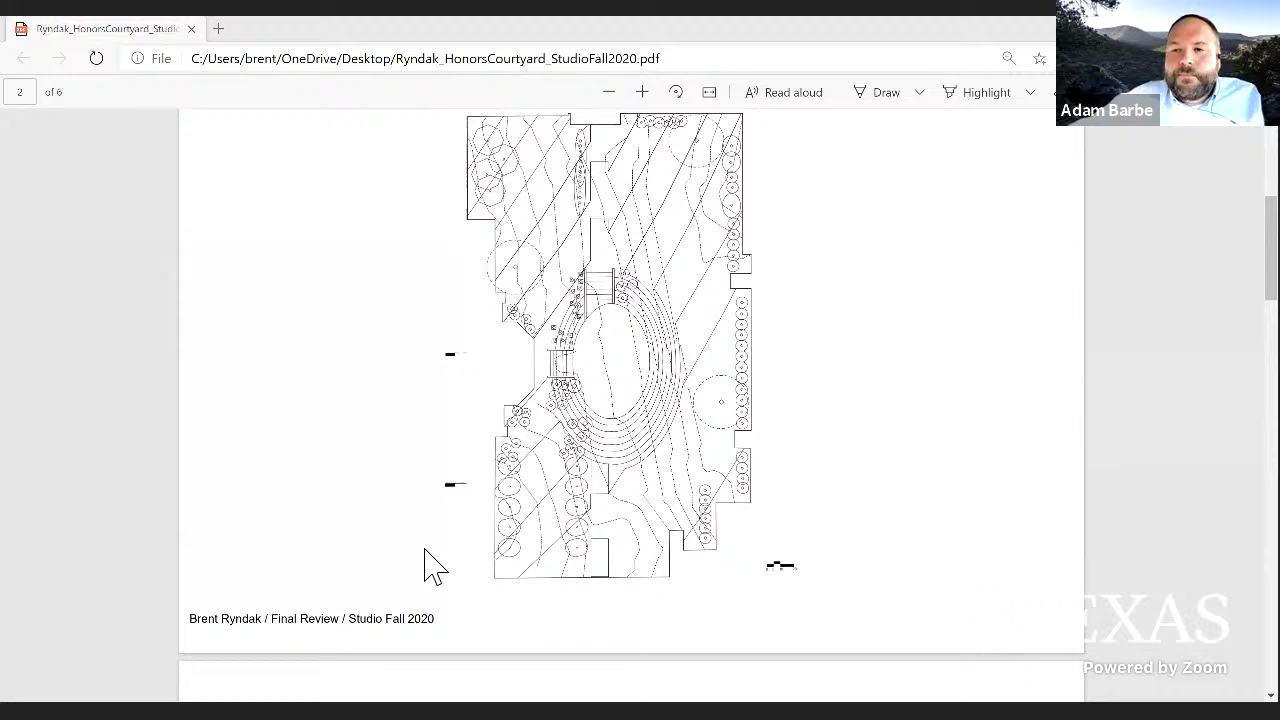 Ryndak_HonorsCourtyard_Studio
File
C:/Users/brent/OneDrive/Desktop/Ryndak_HonorsCourtyard_StudioFall2020.pdf
Adam Barbe
2 of 6
Read aloud
Draw
Highlight
Brent Ryndak / Final Review / Studio Fall 2020
EXAS
Powered by Zoom